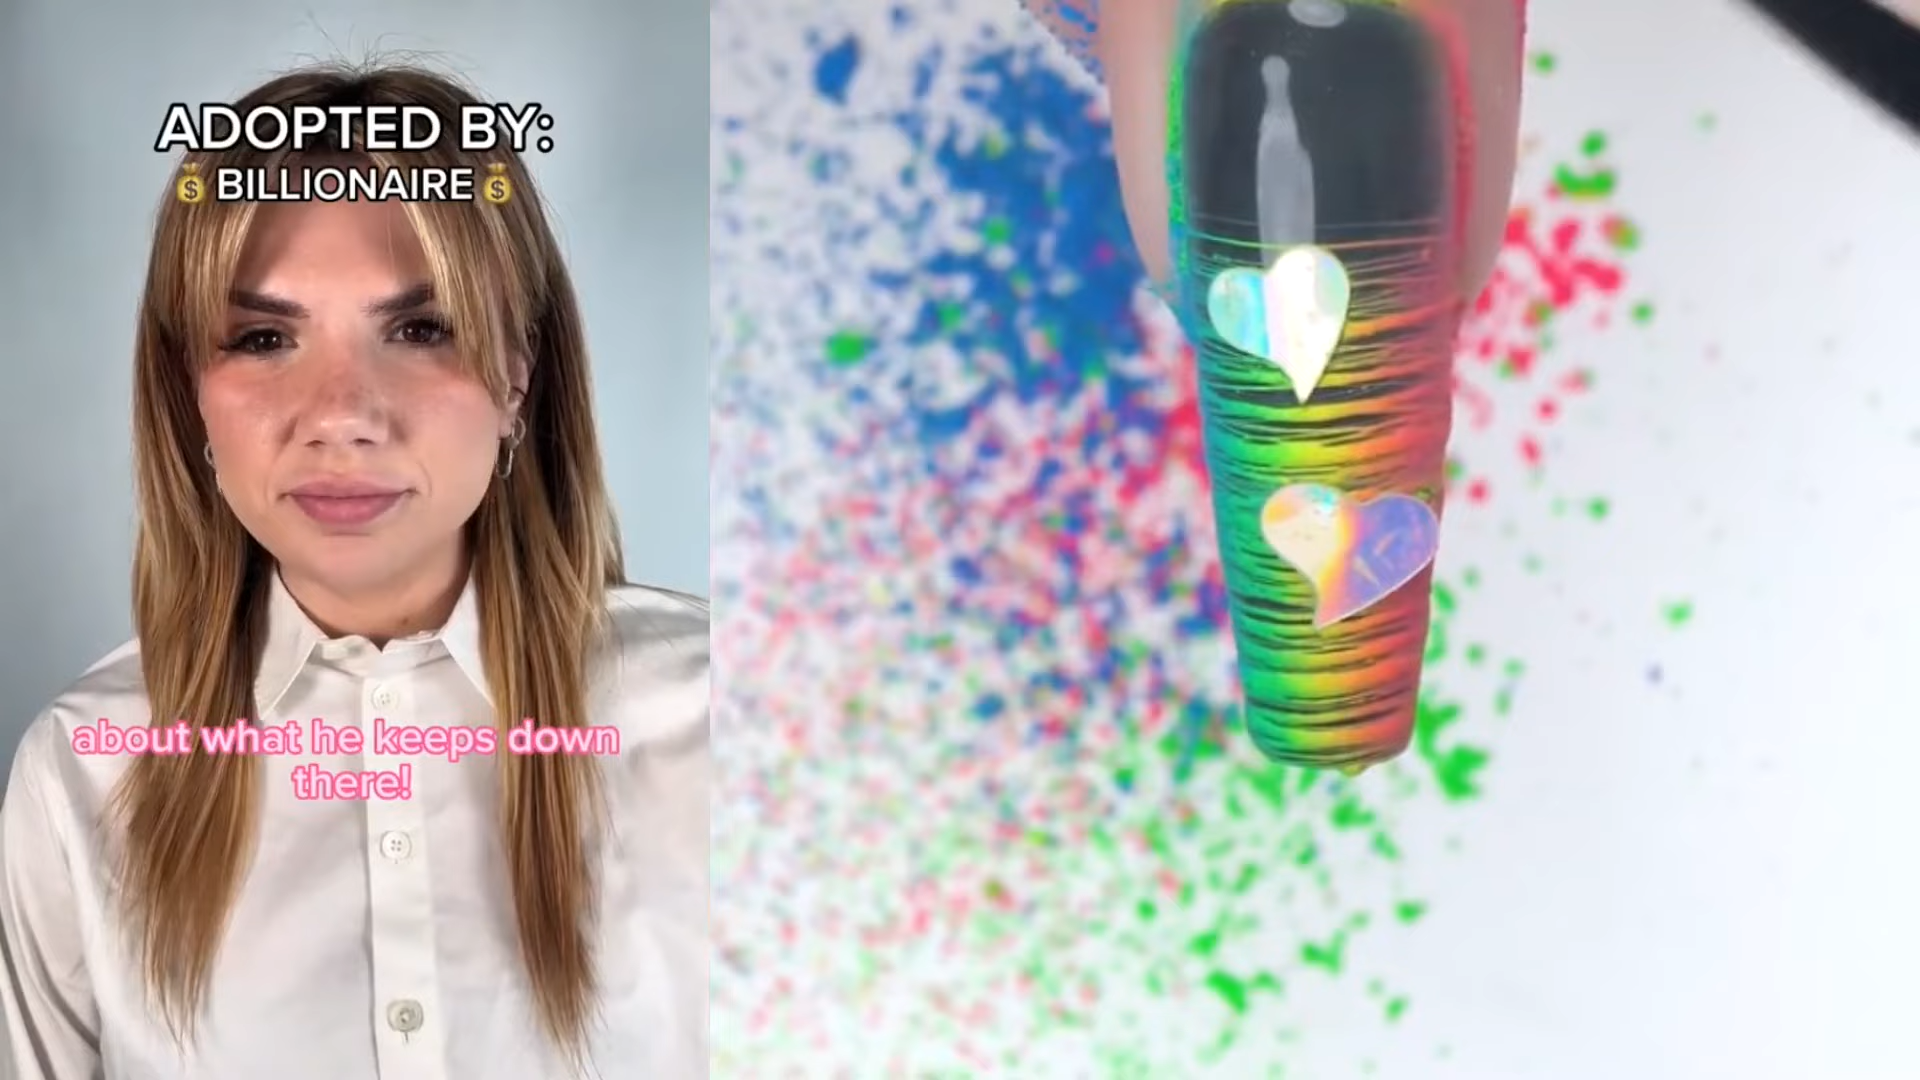 ADOPTED BY:
💰BILLIONAIRE💰
about what he keeps down
there!